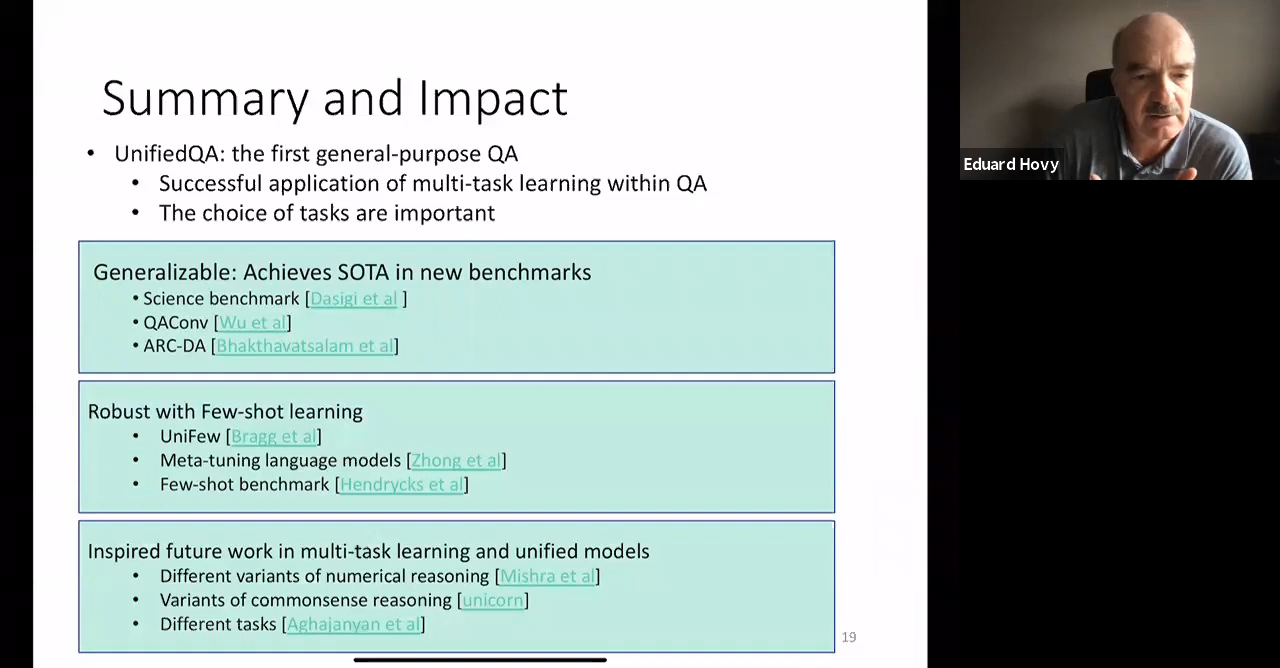 Summary and Impact
• UnifiedQA: the first general-purpose QA
• Successful application of multi-task learning within QA
• The choice of tasks are important
Generalizable: Achieves SOTA in new benchmarks
• Science benchmark [Dasigi et al ]
• QAConv [Wu et al]
• ARC-DA [Bhakthavatsalam et al]
Robust with Few-shot learning
• UniFew [Bragg et al]
• Meta-tuning language models [Zhong et al]
• Few-shot benchmark [Hendrycks et al]
Inspired future work in multi-task learning and unified models
• Different variants of numerical reasoning [Mishra et al]
• Variants of commonsense reasoning [unicorn]
• Different tasks [Aghajanyan et al]
19
Eduard Hovy